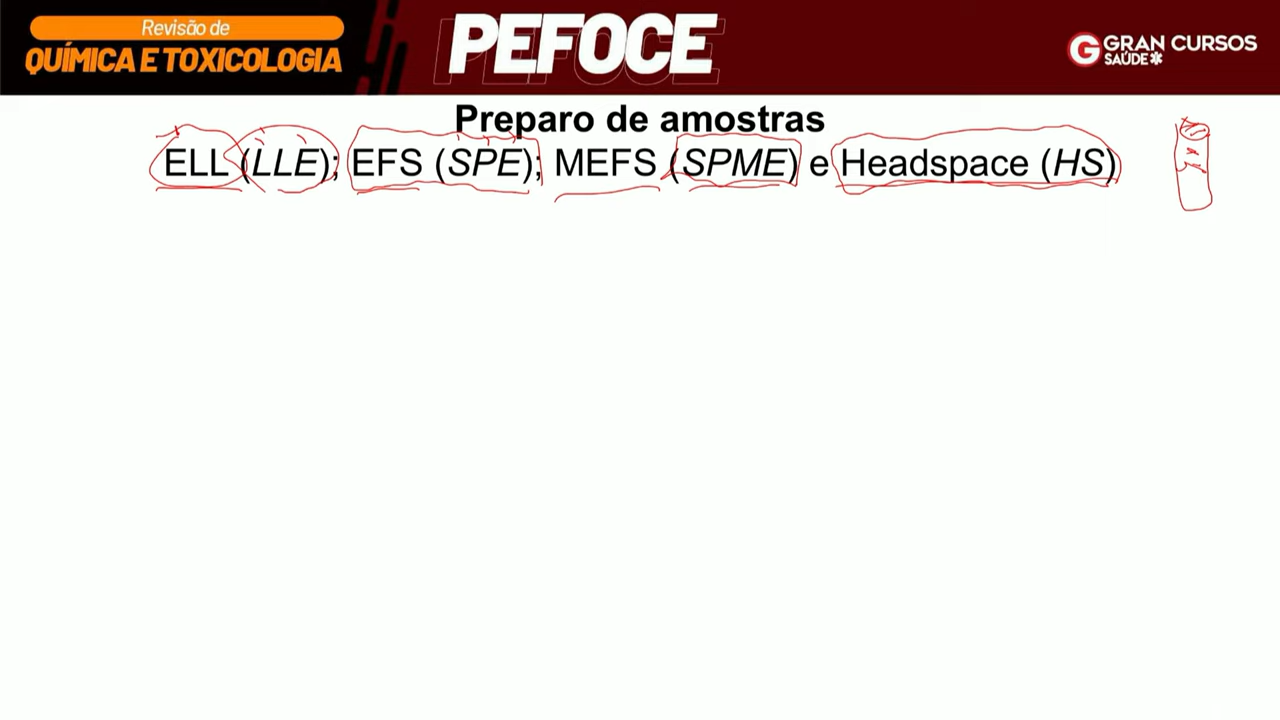 Revisão de
QUÍMICA E TOXICOLOGIA
PEFOCE
GRAN CURSOS
SAÚDE
Preparo de amostras
ELL (LLE); EFS (SPE); MEFS (SPME) e Headspace (HS)